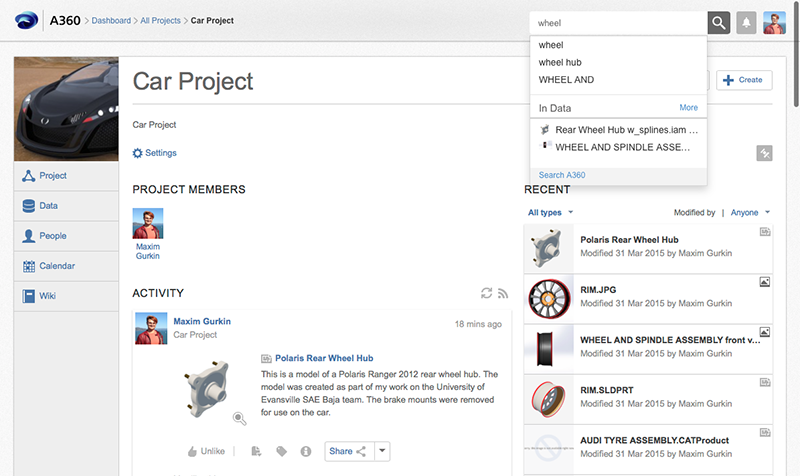 A360 > Dashboard > All Projects > Car Project
wheel
wheel
wheel hub
WHEEL AND
In Data More
Rear Wheel Hub w_splines.iam ...
WHEEL AND SPINDLE ASSE...
Search A360
Create
Car Project
Car Project
Settings
Project
Data
People
Calendar
Wiki
PROJECT MEMBERS
Maxim
Gurkin
ACTIVITY
Maxim Gurkin 18 mins ago
Car Project
Polaris Rear Wheel Hub
This is a model of a Polaris Ranger 2012 rear wheel hub. The
model was created as part of my work on the University of
Evansville SAE Baja team. The brake mounts were removed
for use on the car.
Unlike Share
RECENT
All types Modified by | Anyone
Polaris Rear Wheel Hub
Modified 31 Mar 2015 by Maxim Gurkin
RIM.JPG
Modified 31 Mar 2015 by Maxim Gurkin
WHEEL AND SPINDLE ASSEMBLY front v...
Modified 31 Mar 2015 by Maxim Gurkin
RIM.SLDPRT
Modified 31 Mar 2015 by Maxim Gurkin
AUDI TYRE ASSEMBLY.CATProduct
Modified 31 Mar 2015 by Maxim Gurkin